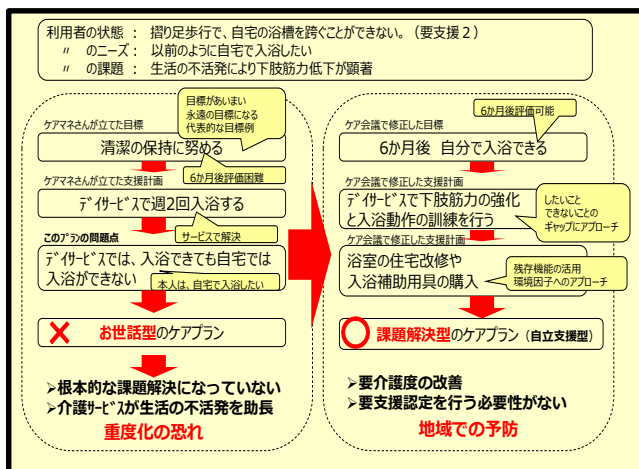 利用者の状態 : 摺り足歩行で、自宅の浴槽を跨ぐことができない。(要支援2)
〃 のニーズ : 以前のように自宅で入浴したい
〃 の課題 : 生活の不活発により下肢筋力低下が顕著
目標があいまい
永遠の目標になる
代表的な目標例
ケアマネさんが立てた目標
清潔の保持に努める
6か月後評価困難
ケアマネさんが立てた支援計画
デイサービスで週2回入浴する
サービスで解決
このプランの問題点
デイサービスでは、入浴できても自宅では
入浴ができない
本人は、自宅で入浴したい
お世話型のケアプラン
➢根本的な課題解決になっていない
➢介護サービスが生活の不活発を助長
重度化の恐れ
6か月後評価可能
ケア会議で修正した目標
6か月後 自分で入浴できる
ケア会議で修正した支援計画
デイサービスで下肢筋力の強化
と入浴動作の訓練を行う
したいこと
できないことの
ギャップにアプローチ
ケア会議で修正した支援計画
浴室の住宅改修や
入浴補助用具の購入
残存機能の活用
環境因子へのアプローチ
課題解決型のケアプラン (自立支援型)
➢要介護度の改善
➢要支援認定を行う必要性がない
地域での予防